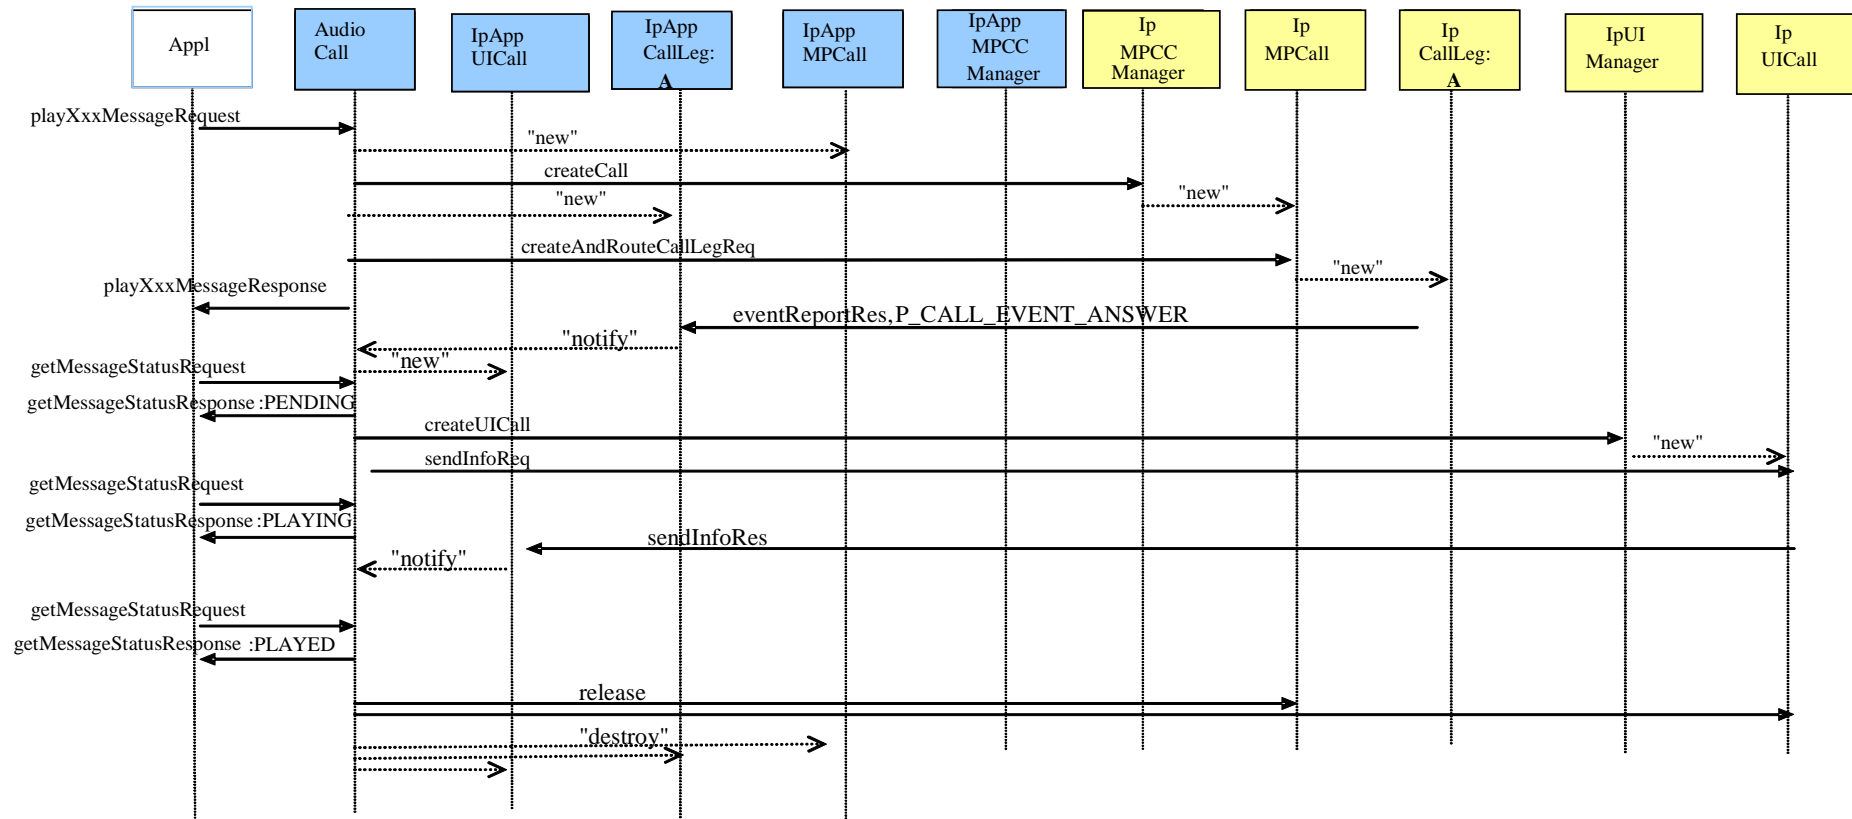 Appl
Audio
Call
IpApp
UICall
IpApp
CallLeg:
A
IpApp
MPCall
IpApp
MPCC
Manager
Ip
MPCC
Manager
Ip
MPCall
Ip
CallLeg:
A
IpUI
Manager
Ip
UICall
playXxxMessageRequest
"new"
createCall
"new"
"new"
createAndRouteCallLegReq
"new"
playXxxMessageResponse
eventReportRes,P_CALL_EVENT_ANSWER
"notify"
"new"
getMessageStatusRequest
getMessageStatusResponse :PENDING
createUICall
"new"
sendInfoReq
getMessageStatusRequest
getMessageStatusResponse :PLAYING
sendInfoRes
"notify"
getMessageStatusRequest
getMessageStatusResponse :PLAYED
release
"destroy"